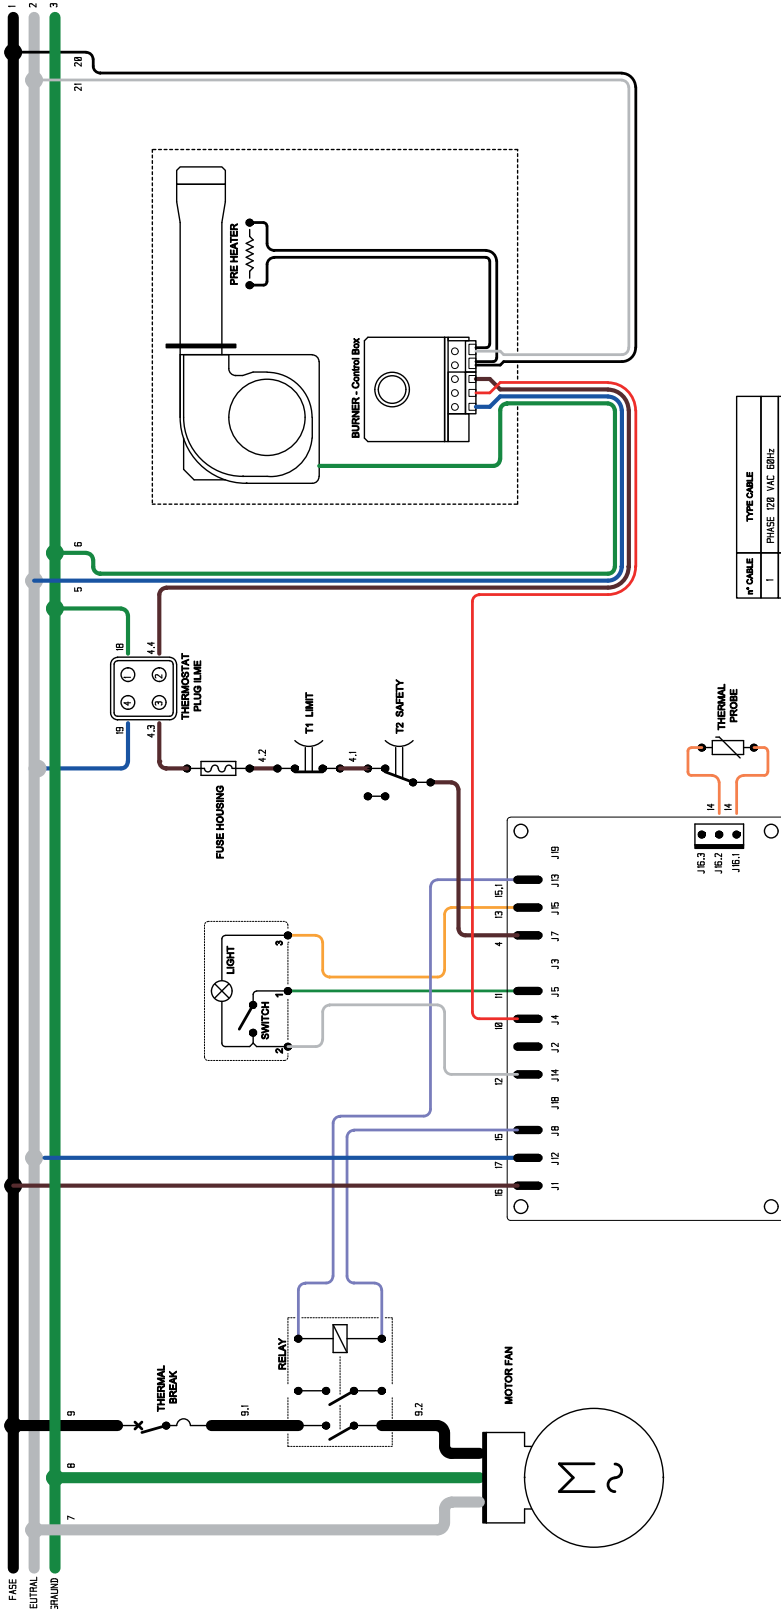 FASE
1
EUTRAL
2
GRAUND
3
7
8
9
5
6
21
20
THERMAL
BREAK
9.1
9.2
RELAY
MOTOR FAN
19
18
4.3
4.4
4
1
3
2
THERMOSTAT
PLUG ILME
FUSE HOUSING
4.2
T1 LIMIT
4.1
T2 SAFETY
LIGHT
SWITCH
2
1
3
PRE HEATER
BURNER - Control Box
16
17
15
12
10
11
4
13
15.1
J1
J12
J8
J18
J14
J2
J4
J5
J3
J7
J15
J13
J19
J16.3
J16.2
J16.1
14
14
THERMAL
PROBE
M
~
n° CABLE
TYPE CABLE
1
PHASE 120 VAC 60Hz